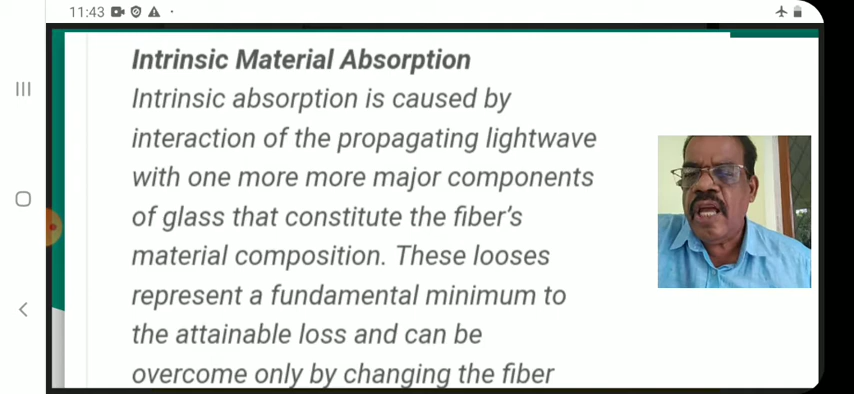 11:43
Intrinsic Material Absorption
Intrinsic absorption is caused by
interaction of the propagating lightwave
with one more more major components
of glass that constitute the fiber's
material composition. These looses
represent a fundamental minimum to
the attainable loss and can be
overcome only by changing the fiber